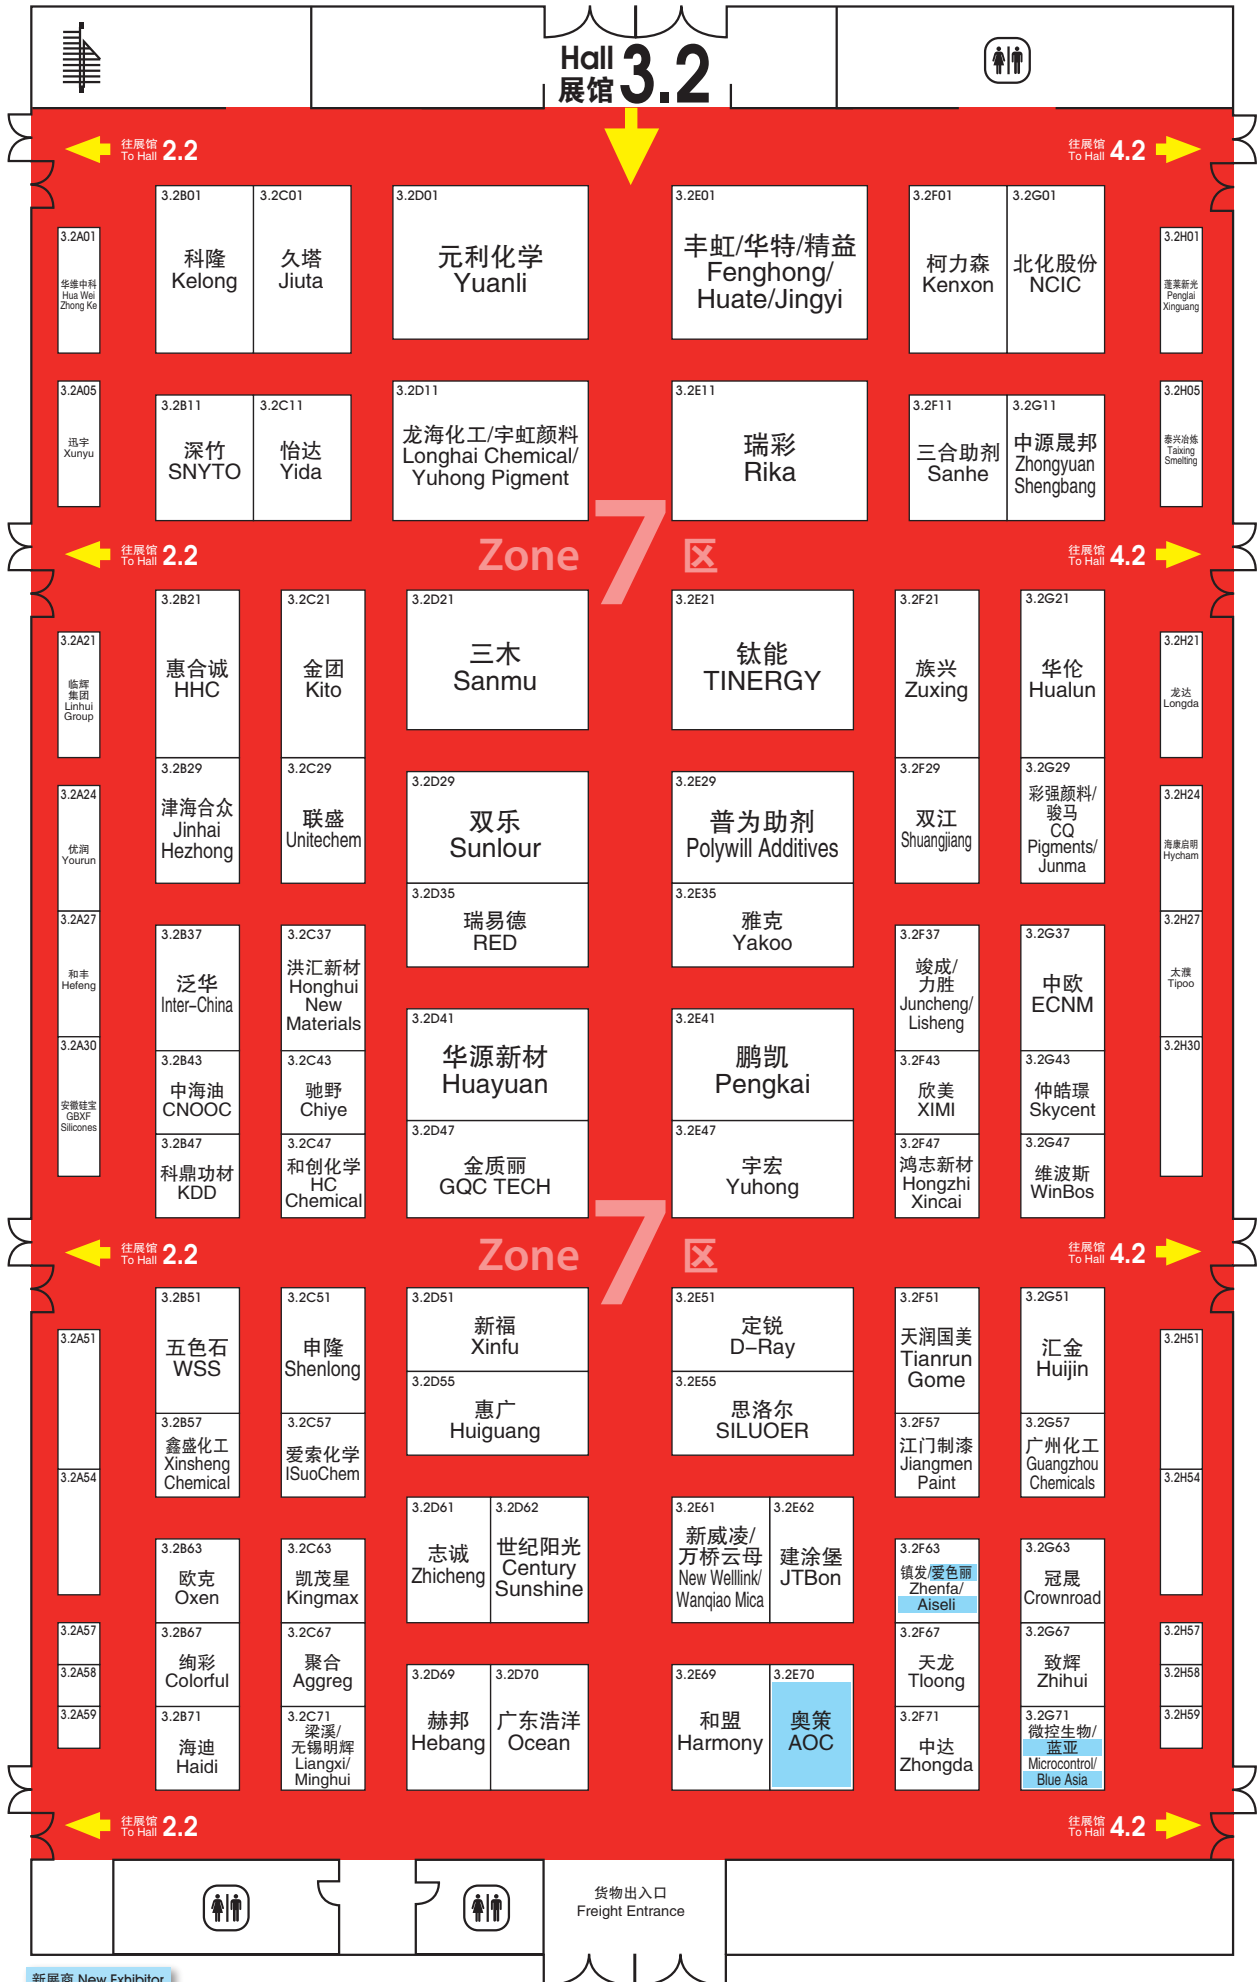 Hall
展馆
3.2
往展馆
To Hall 2.2
往展馆
To Hall 4.2
3.2A01
华维中科
Hua Wei
Zhong Ke
3.2B01
科隆
Kelong
3.2C01
久塔
Jiuta
3.2D01
元利化学
Yuanli
3.2E01
丰虹/华特/精益
Fenghong/
Huate/Jingyi
3.2F01
柯力森
Kenxon
3.2G01
北化股份
NCIC
3.2H01
蓬莱新光
Penglai
Xinguang
3.2A05
迅宇
Xunyu
3.2B11
深竹
SNYTO
3.2C11
怡达
Yida
3.2D11
龙海化工/宇虹颜料
Longhai Chemical/
Yuhong Pigment
3.2E11
瑞彩
Rika
3.2F11
三合助剂
Sanhe
3.2G11
中源晟邦
Zhongyuan
Shengbang
3.2H05
泰兴冶炼
Taixing
Smelting
往展馆
To Hall 2.2
Zone 7 区
往展馆
To Hall 4.2
3.2A21
临辉
集团
Linhui
Group
3.2B21
惠合诚
HHC
3.2C21
金团
Kito
3.2D21
三木
Sanmu
3.2E21
钛能
TINERGY
3.2F21
族兴
Zuxing
3.2G21
华伦
Hualun
3.2H21
龙达
Longda
3.2A24
优润
Yourun
3.2B29
津海合众
Jinhai
Hezhong
3.2C29
联盛
Unitechem
3.2D29
双乐
Sunlour
3.2E29
普为助剂
Polywill Additives
3.2F29
双江
Shuangjiang
3.2G29
彩强颜料/
骏马
CQ
Pigments/
Junma
3.2H24
海康启明
Hycham
3.2D35
瑞易德
RED
3.2E35
雅克
Yakoo
3.2A27
和丰
Hefeng
3.2B37
泛华
Inter-China
3.2C37
洪汇新材
Honghui
New
Materials
3.2F37
竣成/
力胜
Juncheng/
Lisheng
3.2G37
中欧
ECNM
3.2H27
太濮
Tipoo
3.2D41
华源新材
Huayuan
3.2E41
鹏凯
Pengkai
3.2A30
安徽硅宝
GBXF
Silicones
3.2B43
中海油
CNOOC
3.2C43
驰野
Chiye
3.2F43
欣美
XIMI
3.2G43
仲皓璟
Skycent
3.2H30
3.2B47
科鼎功材
KDD
3.2C47
和创化学
HC
Chemical
3.2D47
金质丽
GQC TECH
3.2E47
宇宏
Yuhong
3.2F47
鸿志新材
Hongzhi
Xincai
3.2G47
维波斯
WinBos
往展馆
To Hall 2.2
Zone 7 区
往展馆
To Hall 4.2
3.2A51
3.2B51
五色石
WSS
3.2C51
申隆
Shenlong
3.2D51
新福
Xinfu
3.2E51
定锐
D-Ray
3.2F51
天润国美
Tianrun
Gome
3.2G51
汇金
Huijin
3.2H51
3.2D55
惠广
Huiguang
3.2E55
思洛尔
SILUOER
3.2A54
3.2B57
鑫盛化工
Xinsheng
Chemical
3.2C57
爱索化学
ISuoChem
3.2F57
江门制漆
Jiangmen
Paint
3.2G57
广州化工
Guangzhou
Chemicals
3.2H54
3.2D61
志诚
Zhicheng
3.2D62
世纪阳光
Century
Sunshine
3.2E61
新威凌/
万桥云母
New Welllink/
Wanqiao Mica
3.2E62
建涂堡
JTBon
3.2B63
欧克
Oxen
3.2C63
凯茂星
Kingmax
3.2F63
镇发/爱色丽
Zhenfa/
Aiseli
3.2G63
冠晟
Crownroad
3.2A57
3.2B67
绚彩
Colorful
3.2C67
聚合
Aggreg
3.2F67
天龙
Tloong
3.2G67
致辉
Zhihui
3.2H57
3.2A58
3.2H58
3.2D69
赫邦
Hebang
3.2D70
广东浩洋
Ocean
3.2E69
和盟
Harmony
3.2E70
奥策
AOC
3.2A59
3.2B71
海迪
Haidi
3.2C71
梁溪/
无锡明辉
Liangxi/
Minghui
3.2F71
中达
Zhongda
3.2G71
微控生物/
蓝亚
Microcontrol/
Blue Asia
3.2H59
往展馆
To Hall 2.2
往展馆
To Hall 4.2
货物出入口
Freight Entrance
新展商 New Exhibitor